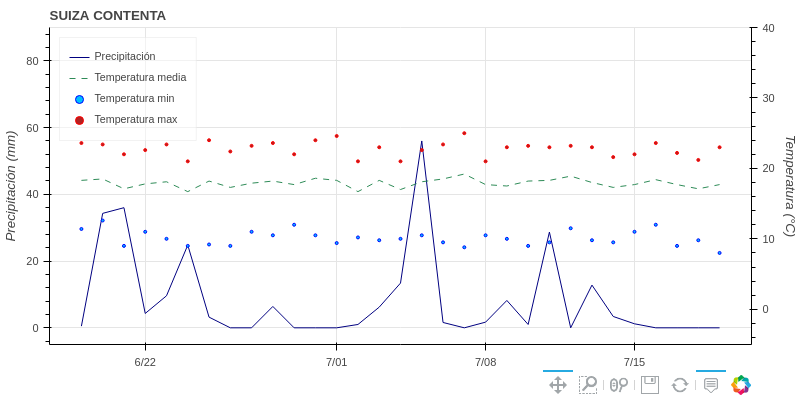 SUIZA CONTENTA
Precipitación
Temperatura media
Temperatura min
Temperatura max
Precipitación (mm)
80
60
40
20
0
40
30
20
10
0
Temperatura (°C)
6/22
7/01
7/08
7/15